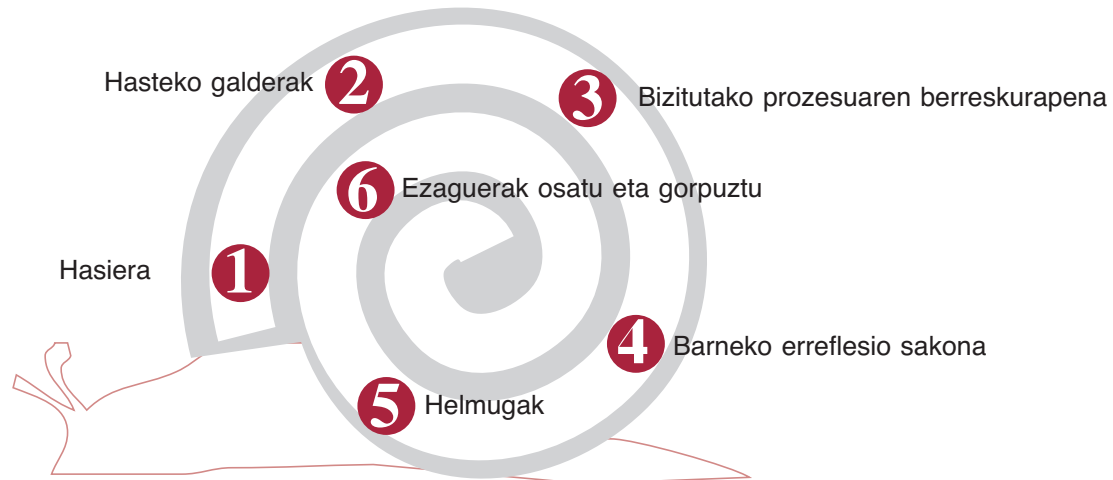 1 Hasiera
2 Hasteko galderak
3 Bizitutako prozesuaren berreskurapena
4 Barneko erreflesio sakona
5 Helmugak
6 Ezaguerak osatu eta gorpuztu